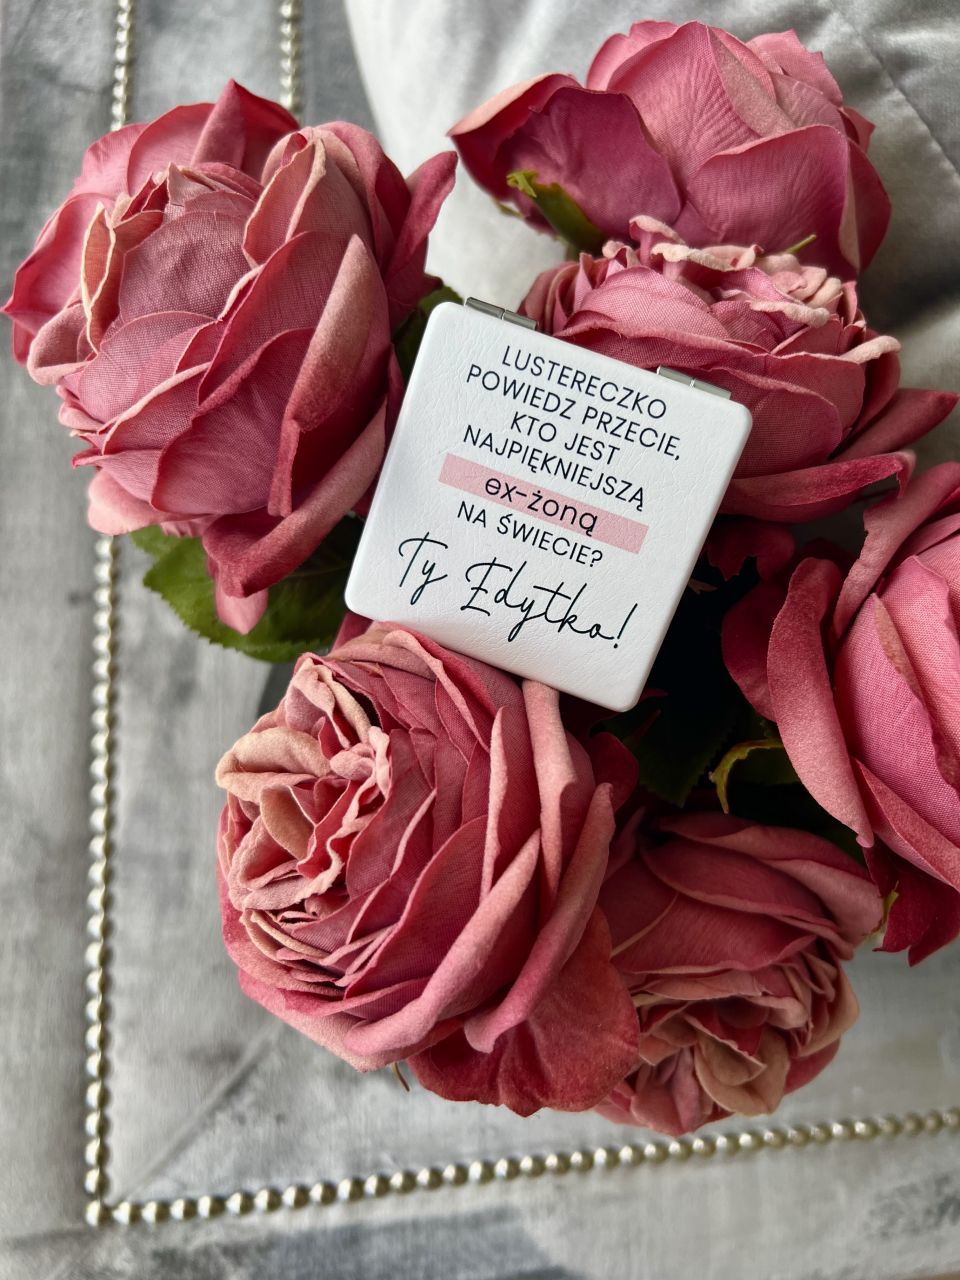 LUSTERECZKO
POWIEDZ PRZECIE,
KTO JEST
NAJPIĘKNIEJSZĄ
ex-żoną
NA ŚWIECIE?
Ty Edytko!